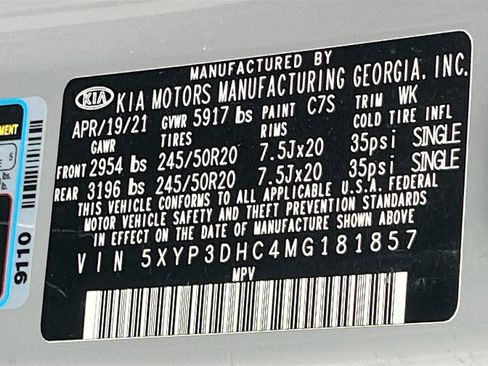 MANUFACTURED BY
KIA KIA MOTORS MANUFACTURING GEORGIA, INC.
APR/19/21 GVWR 5917 lbs PAINT C7S TRIM WK
GAWR TIRES RIMS COLD TIRE INFL
FRONT 2954 lbs 245/50R20 7.5Jx20 35psi SINGLE
REAR 3196 lbs 245/50R20 7.5Jx20 35psi SINGLE
THIS VEHICLE CONFORMS TO ALL APPLICABLE U.S.A. FEDERAL
MOTOR VEHICLE SAFETY AND THEFT PREVENTION STANDARDS
IN EFFECT ON THE DATE OF MANUFACTURE SHOWN ABOVE
VIN 5XYP3DHC4MG181857
MPV
9110